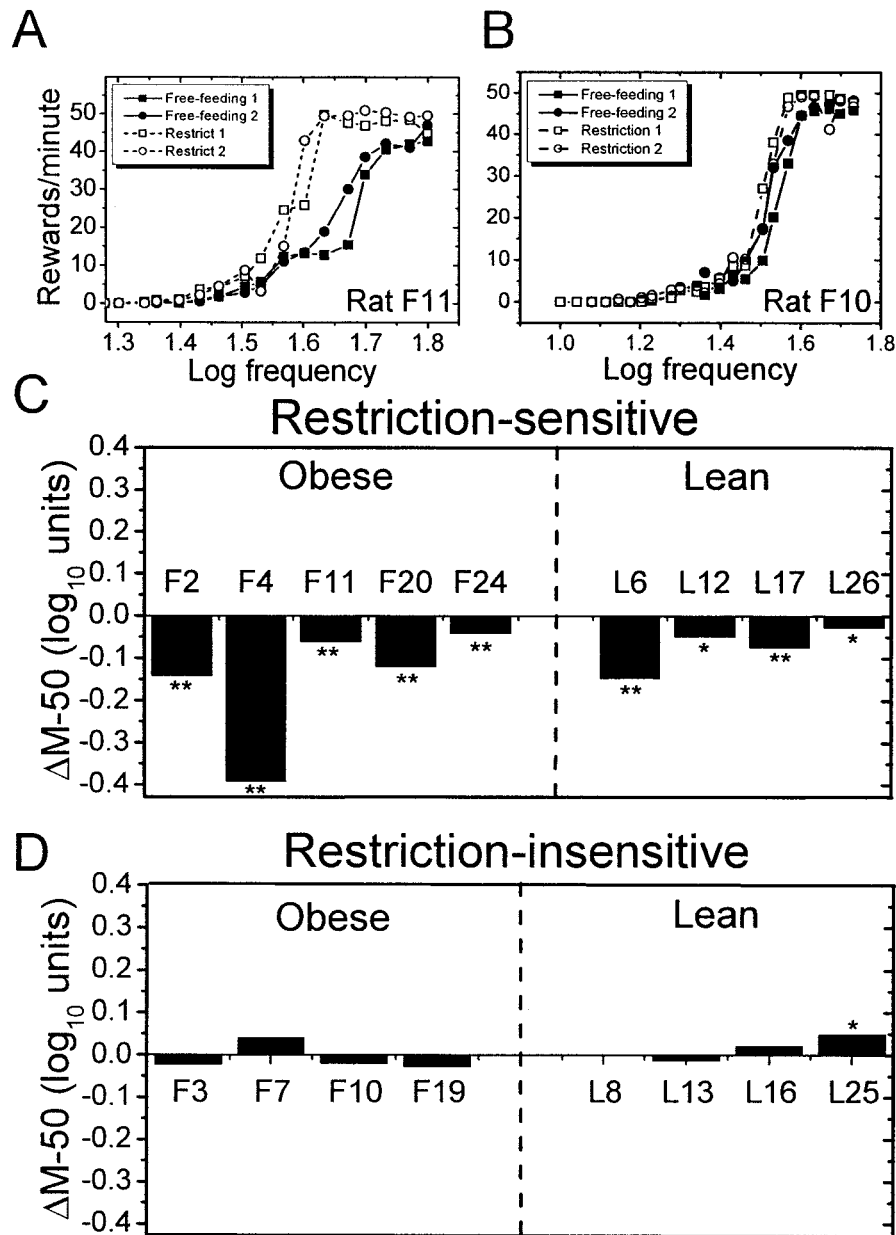 A
Free-feeding 1
Free-feeding 2
Restrict 1
Restrict 2
Rewards/minute
50
40
30
20
10
0
Rat F11
1.3 1.4 1.5 1.6 1.7 1.8
Log frequency
B
Free-feeding 1
Free-feeding 2
Restriction 1
Restriction 2
50
40
30
20
10
0
Rat F10
1.0 1.2 1.4 1.6 1.8
Log frequency
C
Restriction-sensitive
Obese Lean
ΔM-50 (log10 units)
0.4
0.3
0.2
0.1
0.0
-0.1
-0.2
-0.3
-0.4
F2 F4 F11 F20 F24 L6 L12 L17 L26
** ** ** ** ** ** * ** *
D
Restriction-insensitive
Obese Lean
ΔM-50 (log10 units)
0.4
0.3
0.2
0.1
0.0
-0.1
-0.2
-0.3
-0.4
*
F3 F7 F10 F19 L8 L13 L16 L25